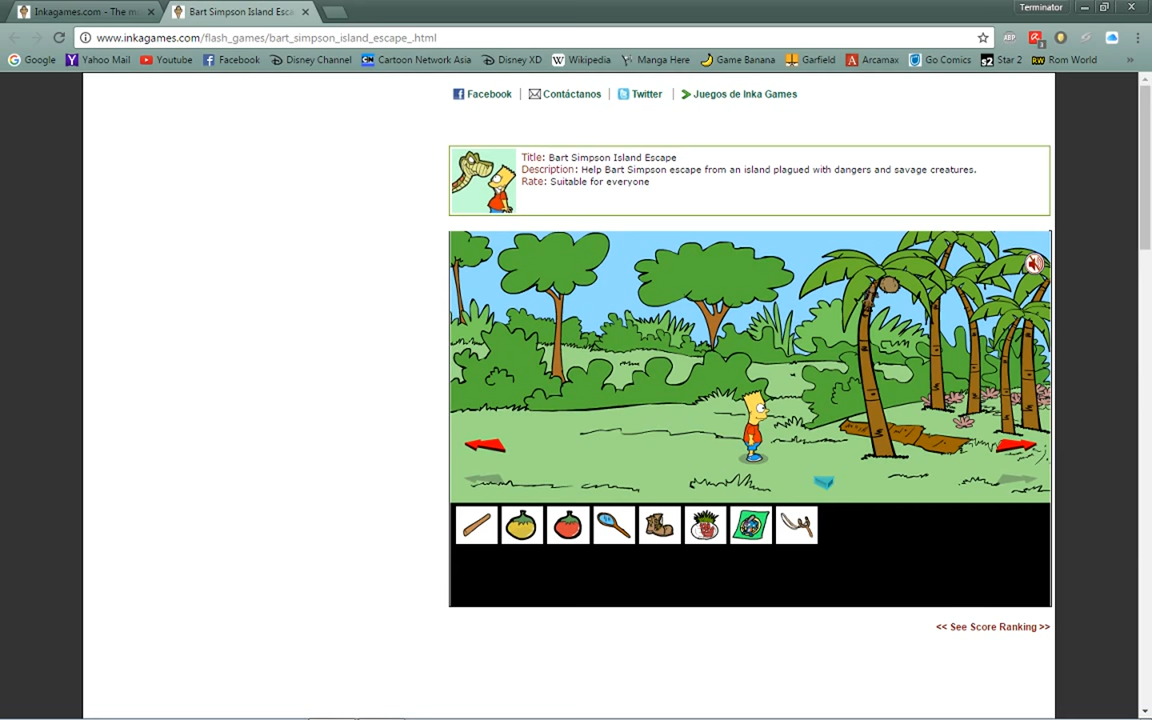 Inkagames.com - The m
Bart Simpson Island Esca
Terminator
www.inkagames.com/flash_games/bart_simpson_island_escape_.html
ABP
3
Google
Yahoo Mail
Youtube
Facebook
Disney Channel
Cartoon Network Asia
Disney XD
Wikipedia
Manga Here
Game Banana
Garfield
Arcamax
Go Comics
Star 2
Rom World
»
Facebook | Contáctanos | Twitter | Juegos de Inka Games
Title: Bart Simpson Island Escape
Description: Help Bart Simpson escape from an island plagued with dangers and savage creatures.
Rate: Suitable for everyone
<< See Score Ranking >>